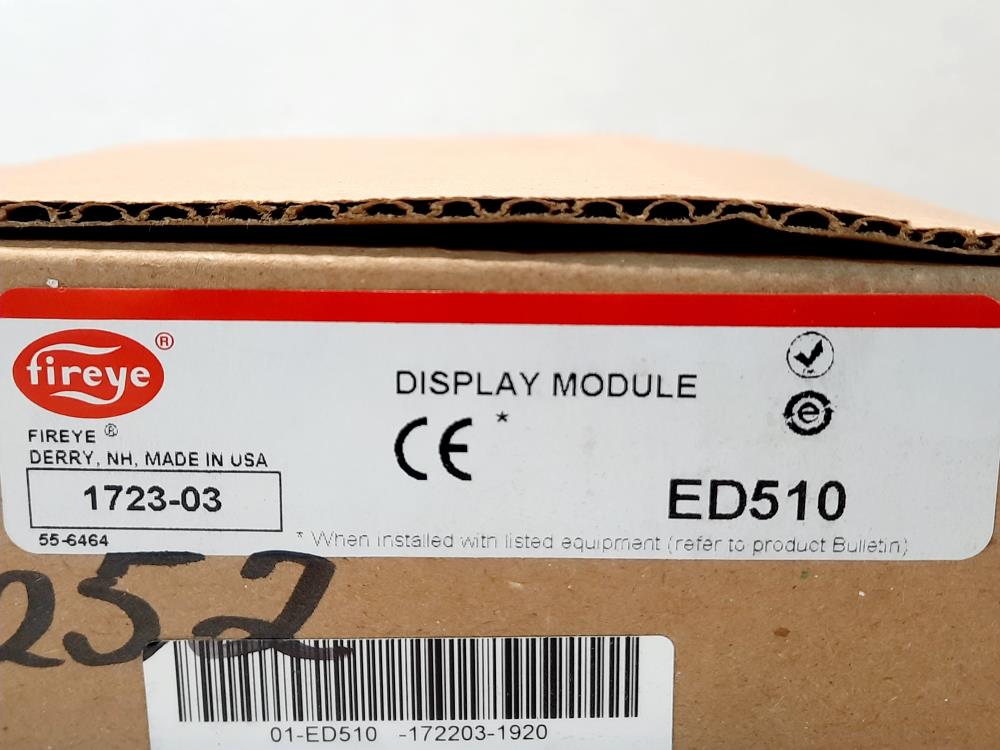 fireye ®
FIREYE ®
DERRY, NH, MADE IN USA
1723-03
55-6464
DISPLAY MODULE
CE *
e
ED510
* When installed with listed equipment (refer to product Bulletin)
252
01-ED510 -172203-1920